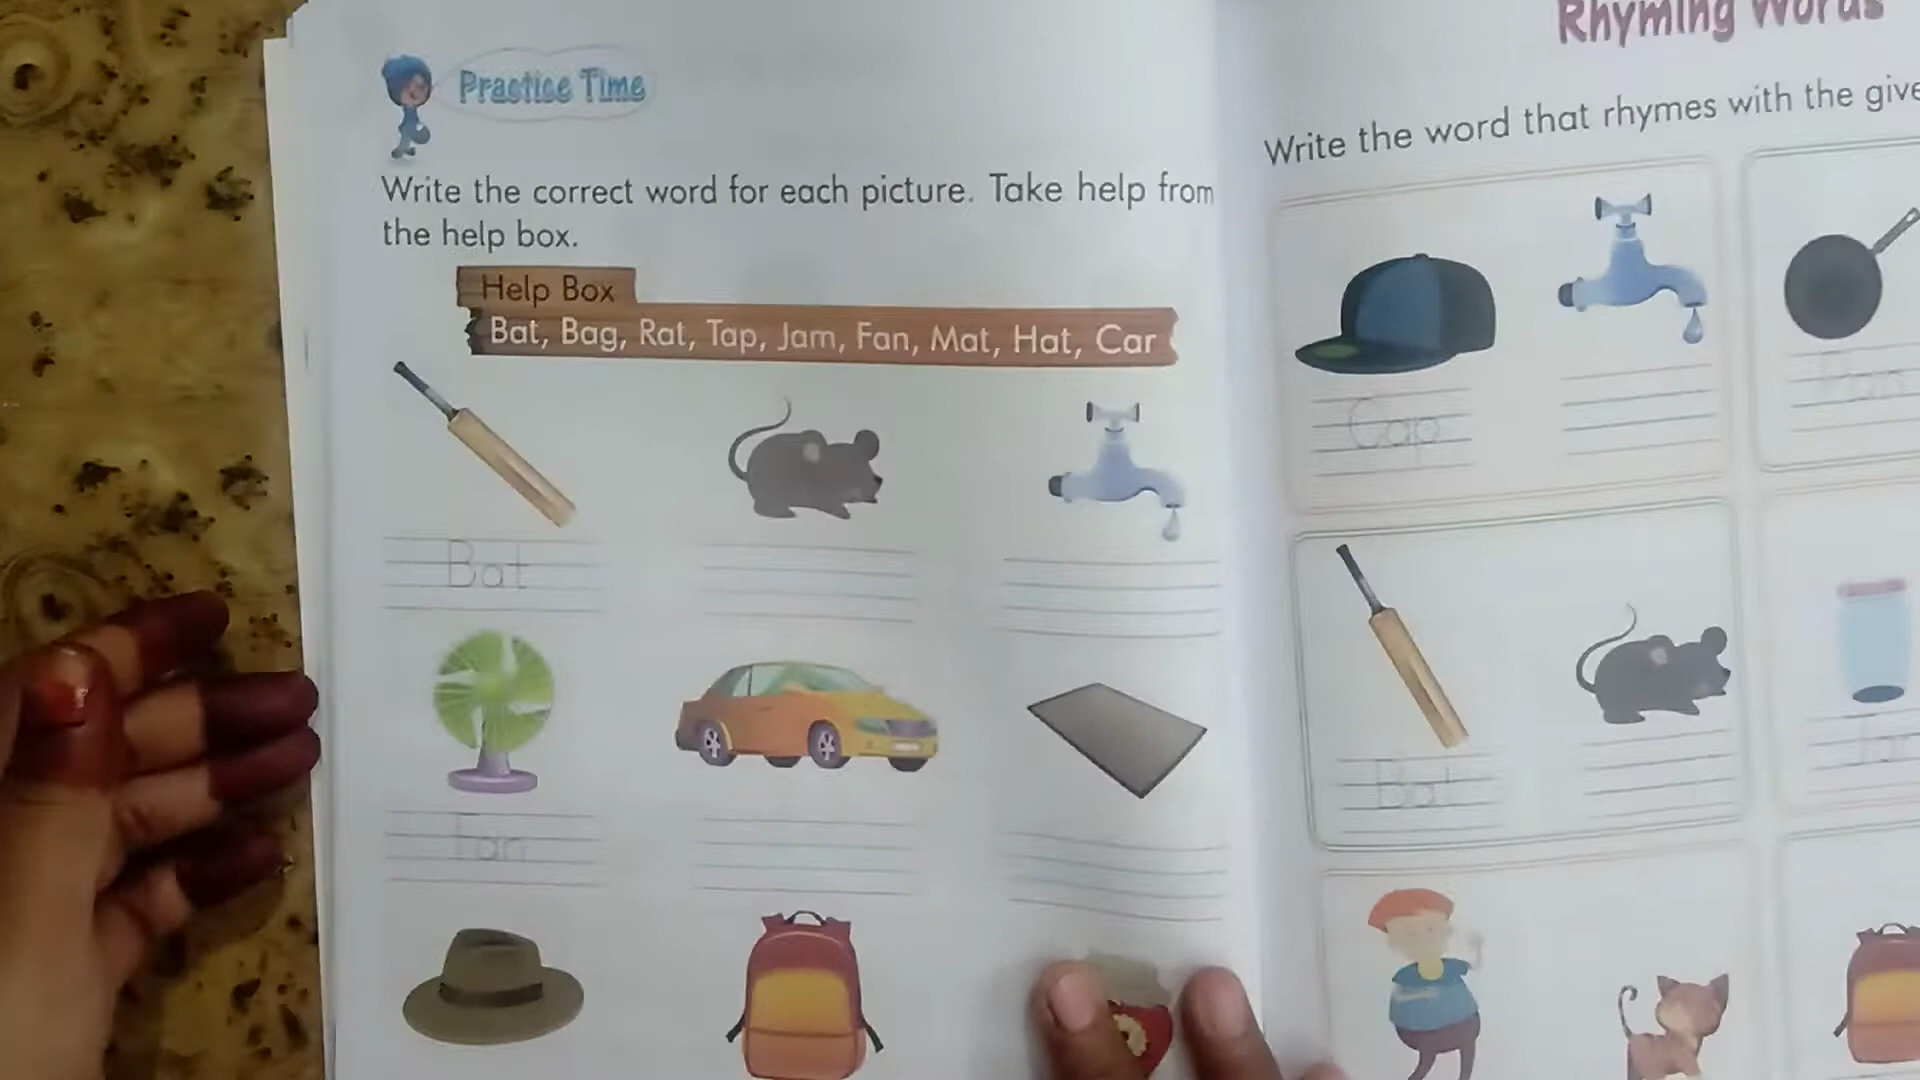 Practice Time
Write the correct word for each picture. Take help from
the help box.
Help Box
Bat, Bag, Rat, Tap, Jam, Fan, Mat, Hat, Car
Bat
Fan
Rhyming Words
Write the word that rhymes with the give
Cap
Bat